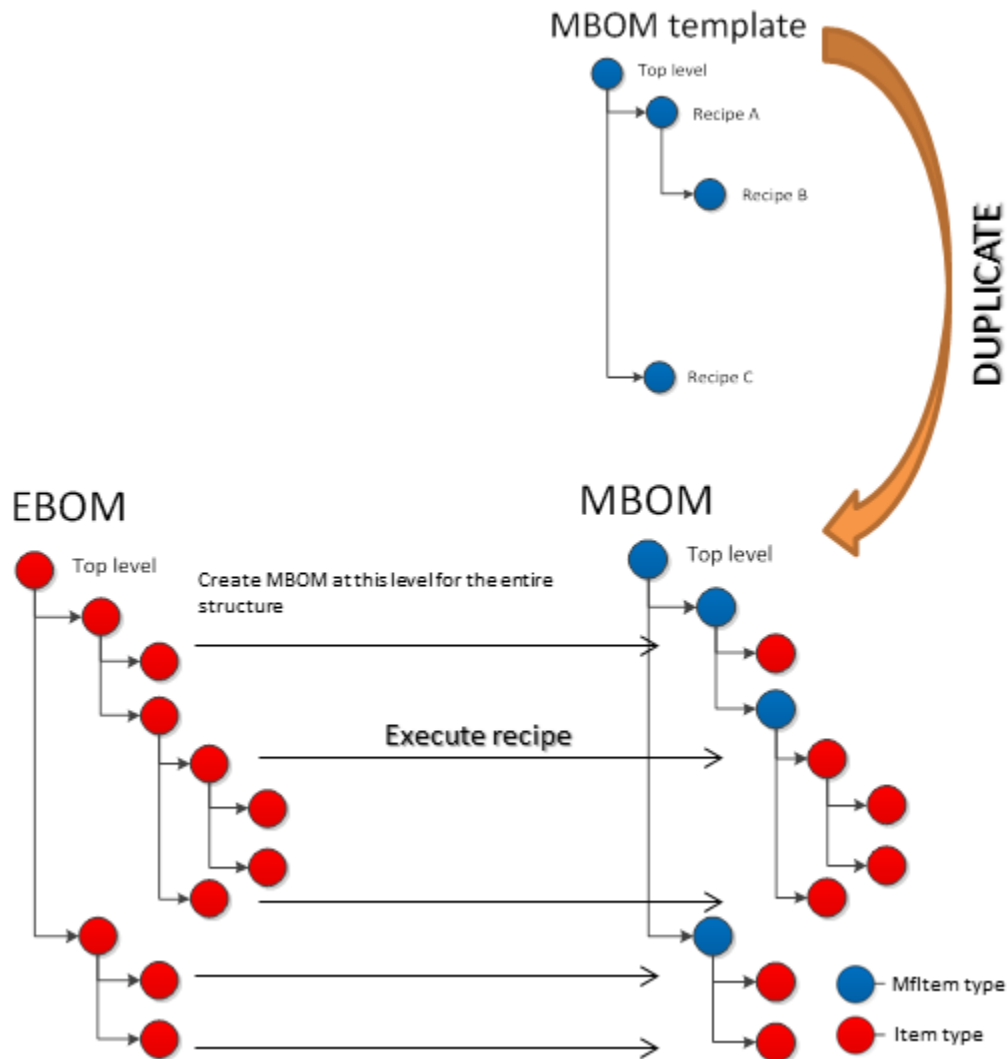 MBOM template
Top level
Recipe A
Recipe B
Recipe C
DUPLICATE
EBOM
MBOM
Top level
Top level
Create MBOM at this level for the entire
structure
Execute recipe
MfItem type
Item type